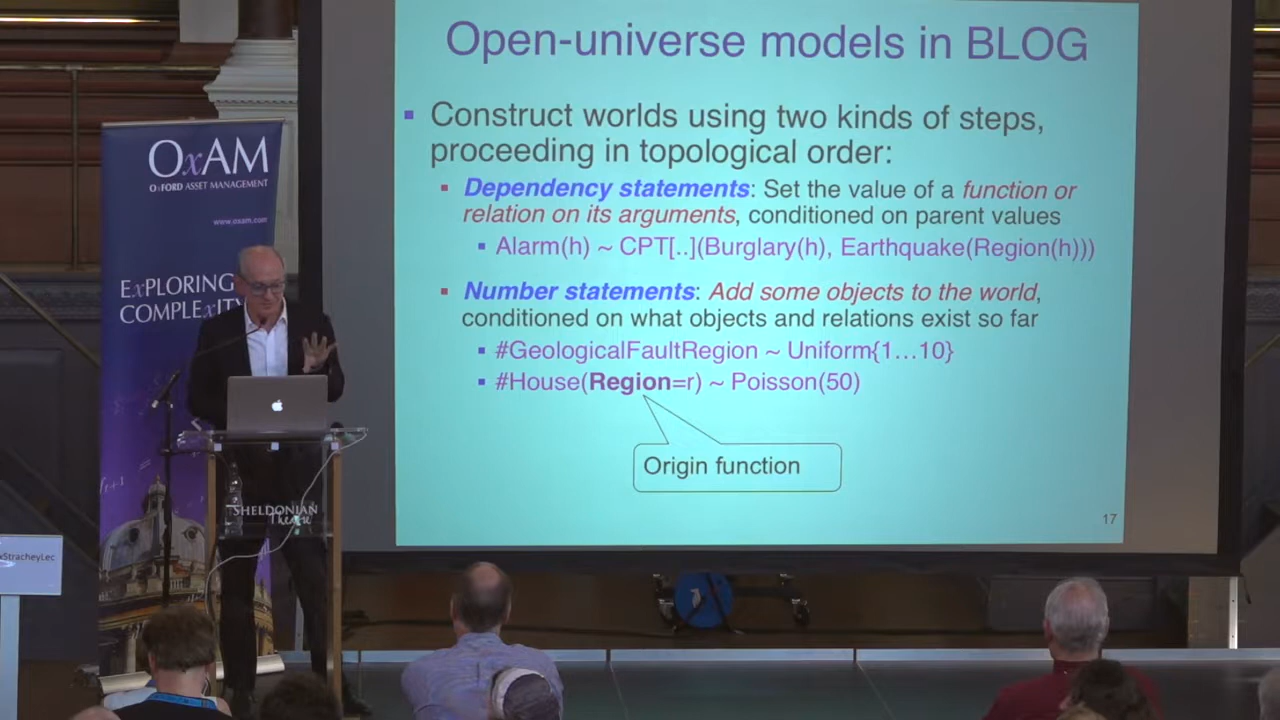 Open-universe models in BLOG
Construct worlds using two kinds of steps,
proceeding in topological order:
Dependency statements: Set the value of a function or
relation on its arguments, conditioned on parent values
Alarm(h) ~ CPT[..](Burglary(h), Earthquake(Region(h)))
Number statements: Add some objects to the world,
conditioned on what objects and relations exist so far
#GeologicalFaultRegion ~ Uniform{1…10}
#House(Region=r) ~ Poisson(50)
Origin function
17
OxAM
OxFORD ASSET MANAGEMENT
www.oxam.com
ExPLORING
COMPLExITY
SHELDONIAN
Theatre
xStracheyLec